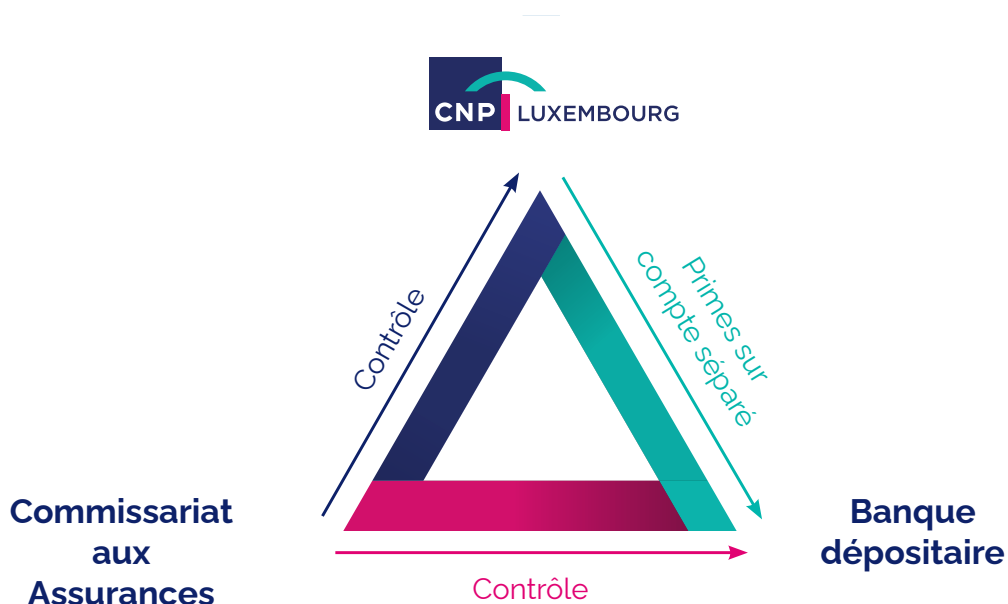 CNP LUXEMBOURG
Contrôle
Primes sur
compte séparé
Commissariat
aux
Assurances
Banque
dépositaire
Contrôle